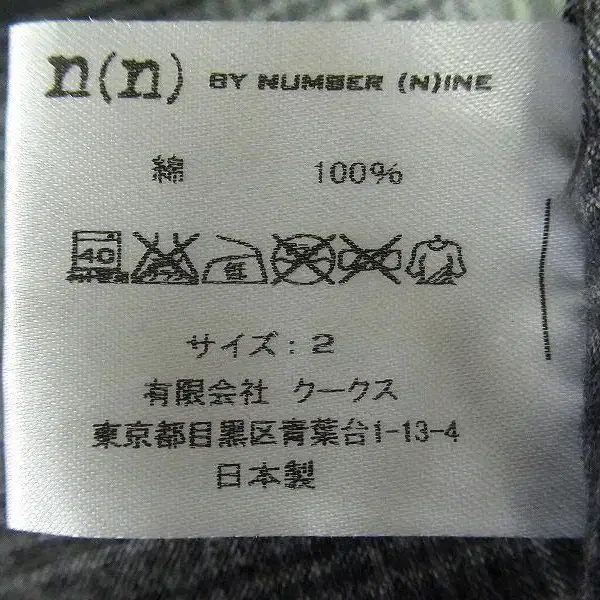 n(n) BY NUMBER (N)INE
綿 100%
40 低
サイズ: 2
有限会社 クークス
東京都目黒区青葉台1-13-4
日本製